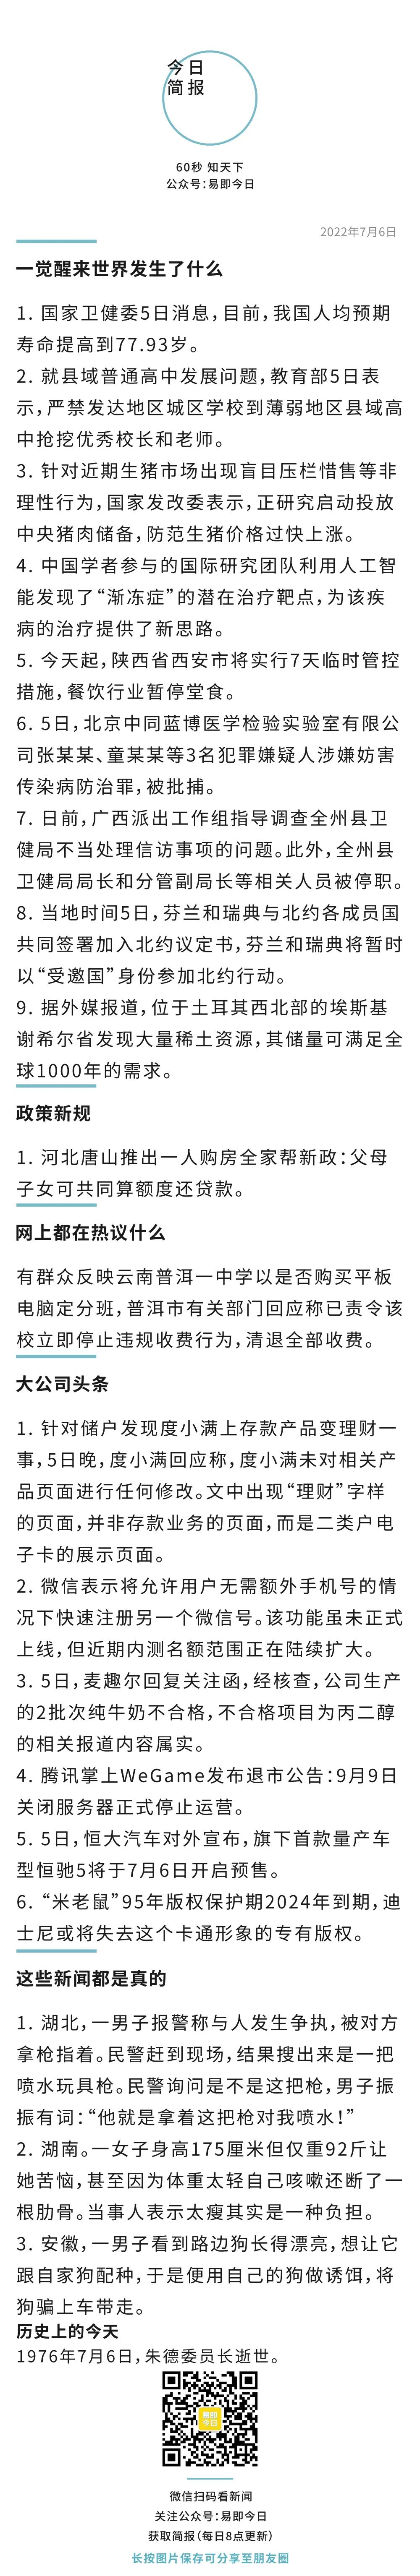 今日
简报
60秒 知天下
公众号：易即今日
2022年7月6日
一觉醒来世界发生了什么
1. 国家卫健委5日消息，目前，我国人均预期
寿命提高到77.93岁。
2. 就县域普通高中发展问题，教育部5日表
示，严禁发达地区城区学校到薄弱地区县域高
中抢挖优秀校长和老师。
3. 针对近期生猪市场出现盲目压栏惜售等非
理性行为，国家发改委表示，正研究启动投放
中央猪肉储备，防范生猪价格过快上涨。
4. 中国学者参与的国际研究团队利用人工智
能发现了“渐冻症”的潜在治疗靶点，为该疾
病的治疗提供了新思路。
5. 今天起，陕西省西安市将实行7天临时管控
措施，餐饮行业暂停堂食。
6. 5日，北京中同蓝博医学检验实验室有限公
司张某某、童某某等3名犯罪嫌疑人涉嫌妨害
传染病防治罪，被批捕。
7. 日前，广西派出工作组指导调查全州县卫
健局不当处理信访事项的问题。此外，全州县
卫健局局长和分管副局长等相关人员被停职。
8. 当地时间5日，芬兰和瑞典与北约各成员国
共同签署加入北约议定书，芬兰和瑞典将暂时
以“受邀国”身份参加北约行动。
9. 据外媒报道，位于土耳其西北部的埃斯基
谢希尔省发现大量稀土资源，其储量可满足全
球1000年的需求。
政策新规
1. 河北唐山推出一人购房全家帮新政：父母
子女可共同算额度还贷款。
网上都在热议什么
有群众反映云南普洱一中学以是否购买平板
电脑定分班，普洱市有关部门回应称已责令该
校立即停止违规收费行为，清退全部收费。
大公司头条
1. 针对储户发现度小满上存款产品变理财一
事，5日晚，度小满回应称，度小满未对相关产
品页面进行任何修改。文中出现“理财”字样
的页面，并非存款业务的页面，而是二类户电
子卡的展示页面。
2. 微信表示将允许用户无需额外手机号的情
况下快速注册另一个微信号。该功能虽未正式
上线，但近期内测名额范围正在陆续扩大。
3. 5日，麦趣尔回复关注函，经核查，公司生产
的2批次纯牛奶不合格，不合格项目为丙二醇
的相关报道内容属实。
4. 腾讯掌上WeGame发布退市公告：9月9日
关闭服务器正式停止运营。
5. 5日，恒大汽车对外宣布，旗下首款量产车
型恒驰5将于7月6日开启预售。
6. “米老鼠”95年版权保护期2024年到期，迪
士尼或将失去这个卡通形象的专有版权。
这些新闻都是真的
1. 湖北，一男子报警称与人发生争执，被对方
拿枪指着。民警赶到现场，结果搜出来是一把
喷水玩具枪。民警询问是不是这把枪，男子振
振有词：“他就是拿着这把枪对我喷水！”
2. 湖南。一女子身高175厘米但仅重92斤让
她苦恼，甚至因为体重太轻自己咳嗽还断了一
根肋骨。当事人表示太瘦其实是一种负担。
3. 安徽，一男子看到路边狗长得漂亮，想让它
跟自家狗配种，于是便用自己的狗做诱饵，将
狗骗上车带走。
历史上的今天
1976年7月6日，朱德委员长逝世。
易即
今日
微信扫码看新闻
关注公众号：易即今日
获取简报（每日8点更新）
长按图片保存可分享至朋友圈